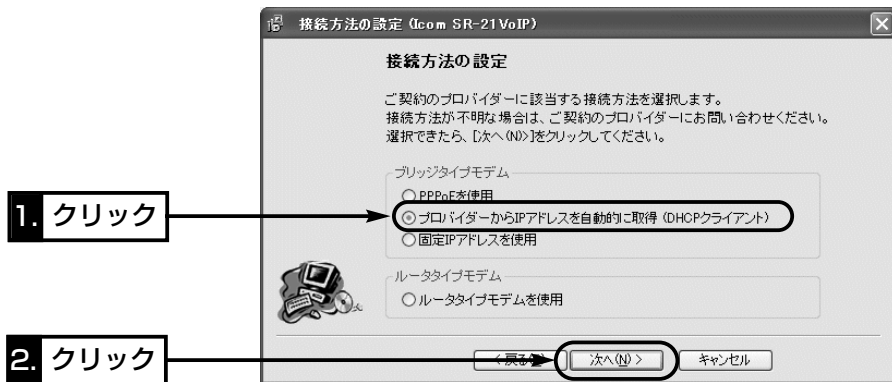 接続方法の設定 (Icom SR-21VoIP)
接続方法の設定
ご契約のプロバイダーに該当する接続方法を選択します。
接続方法が不明な場合は、ご契約のプロバイダーにお問い合わせください。
選択できたら、[次へ(N)>]をクリックしてください。
ブリッジタイプモデム
PPPoEを使用
1. クリック
プロバイダーからIPアドレスを自動的に取得 (DHCPクライアント)
固定IPアドレスを使用
ルータタイプモデム
ルータタイプモデムを使用
2. クリック
< 戻る
次へ(N) >
キャンセル